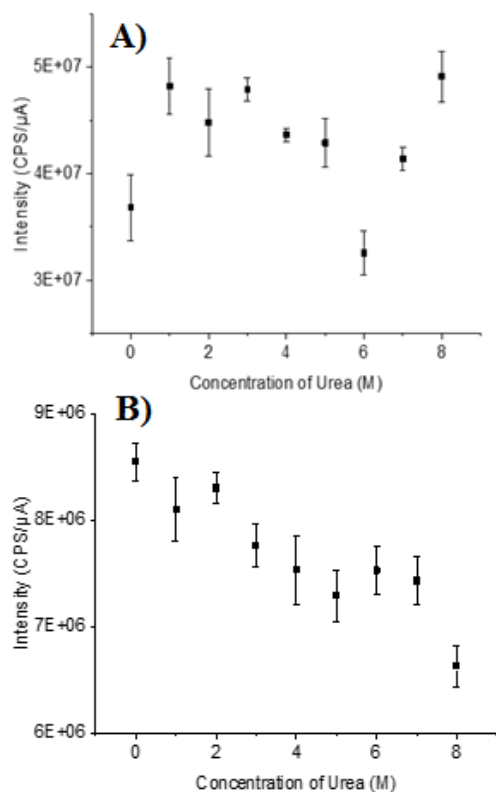 A)
5E+07
4E+07
3E+07
Intensity (CPS/µA)
0 2 4 6 8
Concentration of Urea (M)
B)
9E+06
8E+06
7E+06
6E+06
Intensity (CPS/µA)
0 2 4 6 8
Concentration of Urea (M)